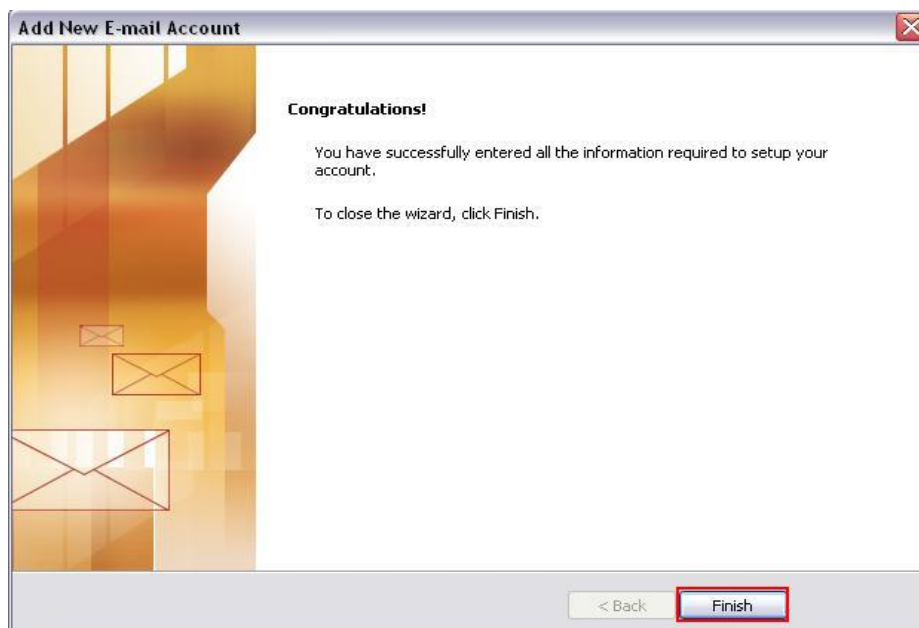 Add New E-mail Account
Congratulations!
You have successfully entered all the information required to setup your
account.
To close the wizard, click Finish.
< Back
Finish